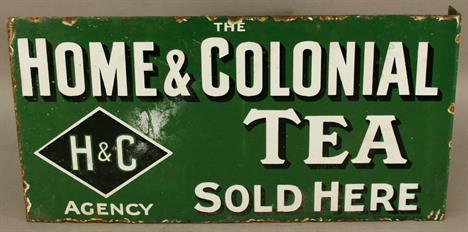 THE
HOME & COLONIAL
TEA
H & C
AGENCY
SOLD HERE